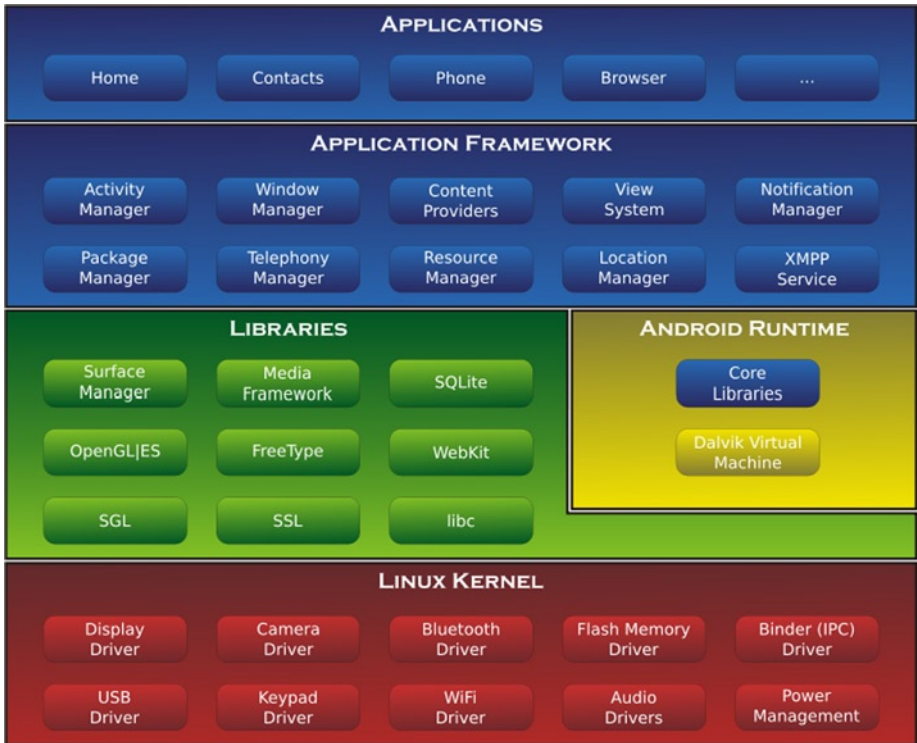 APPLICATIONS
Home
Contacts
Phone
Browser
...
APPLICATION FRAMEWORK
Activity
Manager
Window
Manager
Content
Providers
View
System
Notification
Manager
Package
Manager
Telephony
Manager
Resource
Manager
Location
Manager
XMPP
Service
LIBRARIES
Surface
Manager
Media
Framework
SQLite
OpenGL|ES
FreeType
WebKit
SGL
SSL
libc
ANDROID RUNTIME
Core
Libraries
Dalvik Virtual
Machine
LINUX KERNEL
Display
Driver
Camera
Driver
Bluetooth
Driver
Flash Memory
Driver
Binder (IPC)
Driver
USB
Driver
Keypad
Driver
WiFi
Driver
Audio
Drivers
Power
Management